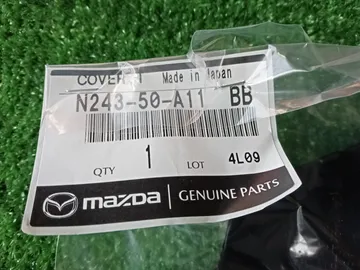 COVER Made in Japan
N243-50-A11 BB
QTY 1 LOT 4L09
mazda GENUINE PARTS